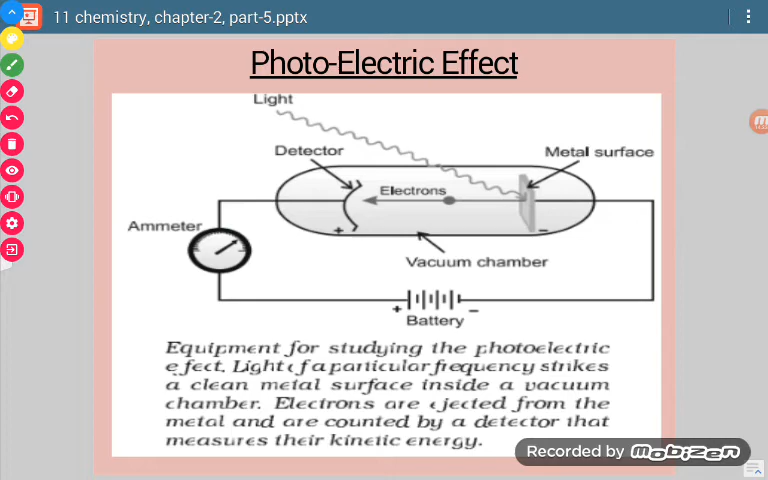 11 chemistry, chapter-2, part-5.pptx
Photo-Electric Effect
Light
Detector
Metal surface
Electrons
Ammeter
+
−
Vacuum chamber
+
−
Battery
Equipment for studying the photoelectric
effect. Light of a particular frequency strikes
a clean metal surface inside a vacuum
chamber. Electrons are ejected from the
metal and are counted by a detector that
measures their kinetic energy.
Recorded by mobizen